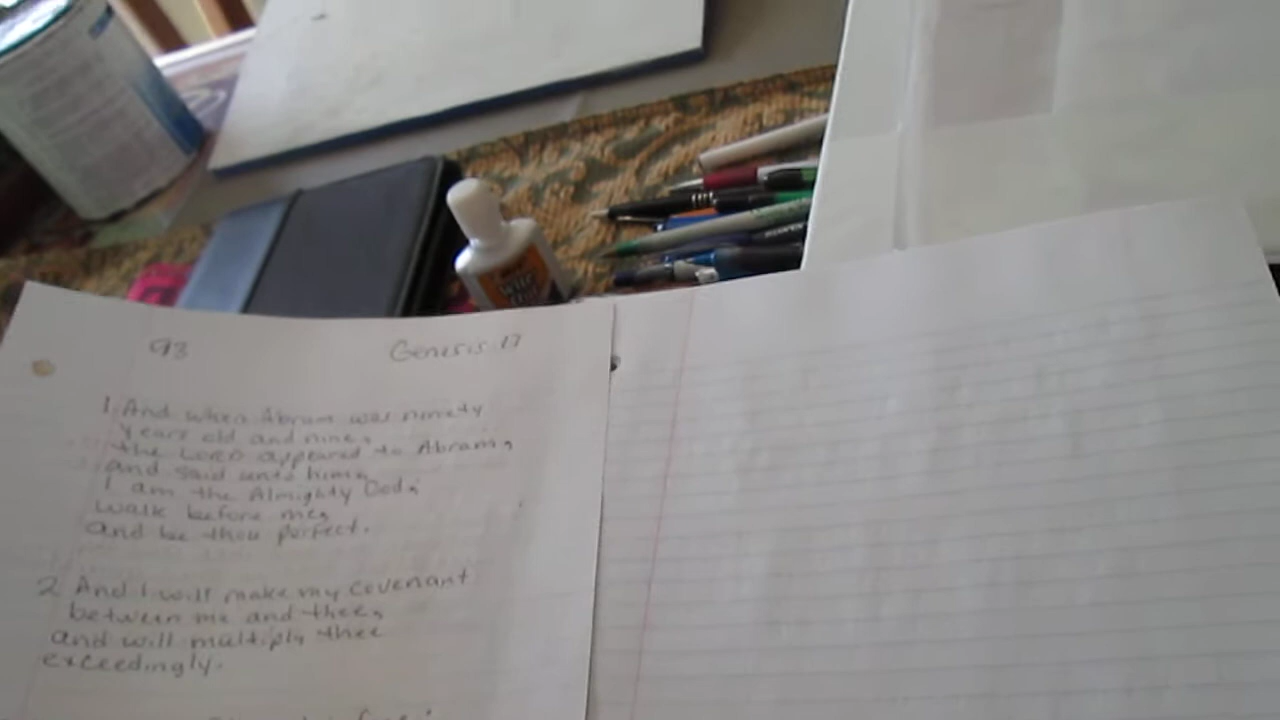 93 Genesis 17
1. And when Abram was ninety
years old and nine,
the LORD appeared to Abram,
and said unto him,
I am the Almighty God;
walk before me,
and be thou perfect.
2 And I will make my covenant
between me and thee,
and will multiply thee
exceedingly.